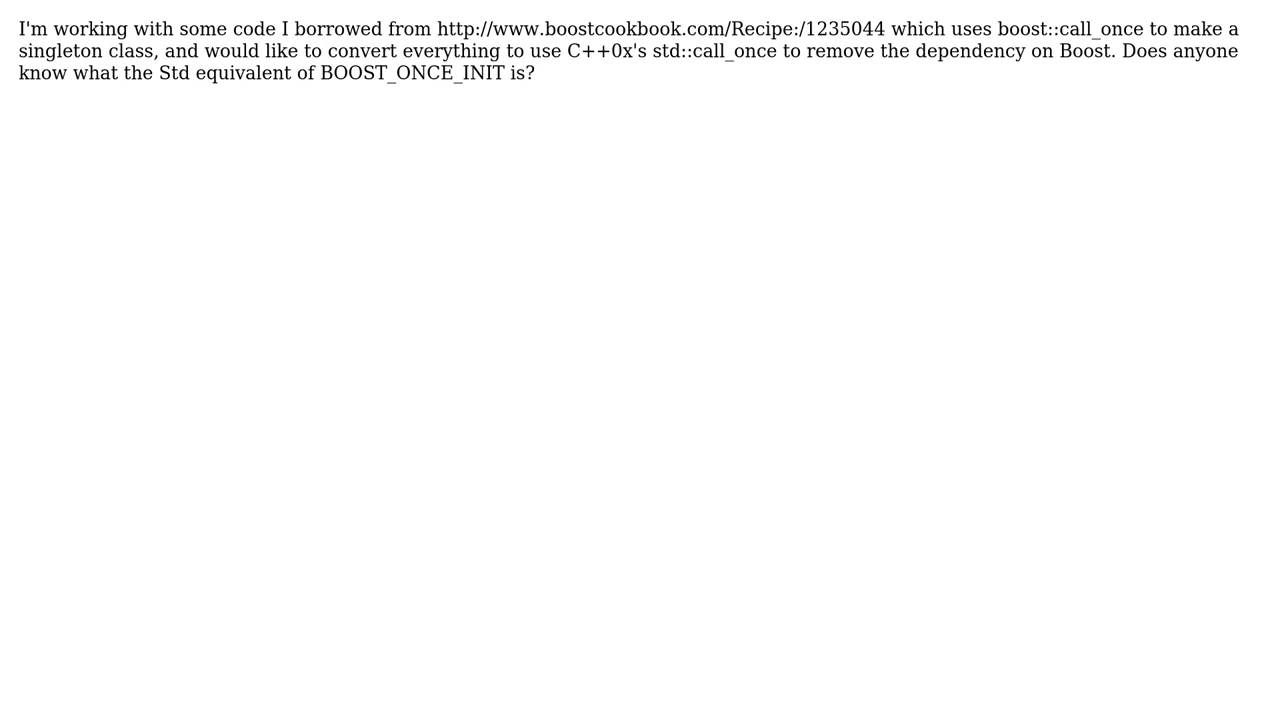 I'm working with some code I borrowed from http://www.boostcookbook.com/Recipe:/1235044 which uses boost::call_once to make a
singleton class, and would like to convert everything to use C++0x's std::call_once to remove the dependency on Boost. Does anyone
know what the Std equivalent of BOOST_ONCE_INIT is?